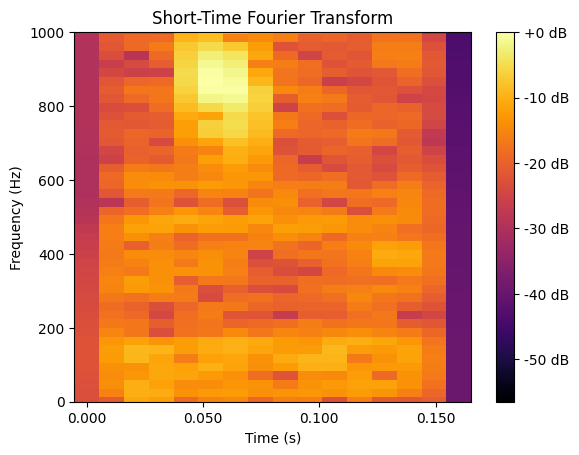 Short-Time Fourier Transform
1000
800
600
400
200
0
Frequency (Hz)
0.000
0.050
0.100
0.150
Time (s)
+0 dB
-10 dB
-20 dB
-30 dB
-40 dB
-50 dB